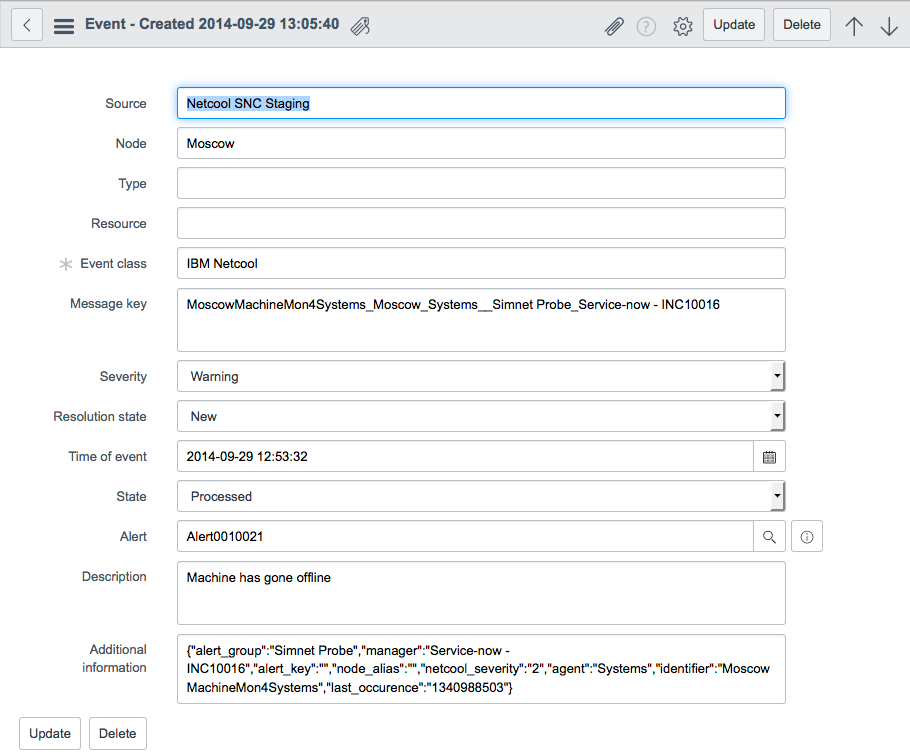 Event - Created 2014-09-29 13:05:40
Update
Delete
Source
Netcool SNC Staging
Node
Moscow
Type
Resource
Event class
IBM Netcool
Message key
MoscowMachineMon4Systems_Moscow_Systems__Simnet Probe_Service-now - INC10016
Severity
Warning
Resolution state
New
Time of event
2014-09-29 12:53:32
State
Processed
Alert
Alert0010021
Description
Machine has gone offline
Additional
information
{"alert_group":"Simnet Probe","manager":"Service-now -
INC10016","alert_key":"","node_alias":"","netcool_severity":"2","agent":"Systems","identifier":"Moscow
MachineMon4Systems","last_occurence":"1340988503"}
Update
Delete